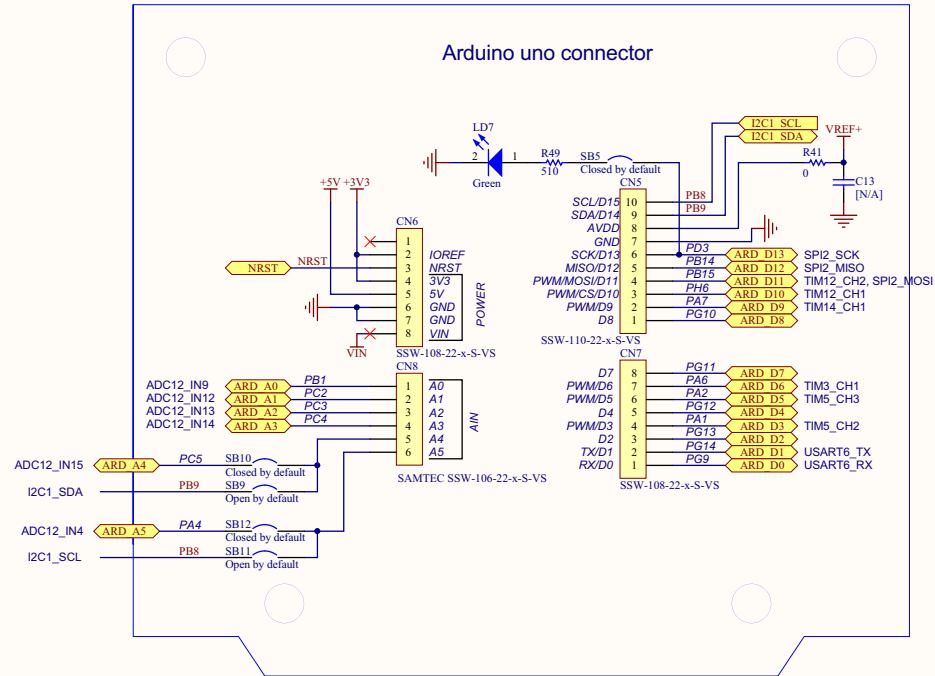 Arduino uno connector
I2C1_SCL
I2C1_SDA
VREF+
LD7
2 1
Green
R49
510
SB5
Closed by default
R41
0
C13
[N/A]
CN5
SCL/D15 10 PB8
SDA/D14 9 PB9
AVDD 8
GND 7
SCK/D13 6 PD3 ARD_D13 SPI2_SCK
MISO/D12 5 PB14 ARD_D12 SPI2_MISO
PWM/MOSI/D11 4 PB15 ARD_D11 TIM12_CH2, SPI2_MOSI
PWM/CS/D10 3 PH6 ARD_D10 TIM12_CH1
PWM/D9 2 PA7 ARD_D9 TIM14_CH1
D8 1 PG10 ARD_D8
SSW-110-22-x-S-VS
+5V +3V3
CN6
1
2 IOREF
NRST NRST 3 NRST
4 3V3
5 5V
6 GND
7 GND
8 VIN
POWER
VIN
SSW-108-22-x-S-VS
CN8
ADC12_IN9 ARD_A0 PB1 1 A0
ADC12_IN12 ARD_A1 PC2 2 A1
ADC12_IN13 ARD_A2 PC3 3 A2
ADC12_IN14 ARD_A3 PC4 4 A3
5 A4
6 A5
AIN
SAMTEC SSW-106-22-x-S-VS
CN7
D7 8 PG11 ARD_D7
PWM/D6 7 PA6 ARD_D6 TIM3_CH1
PWM/D5 6 PA2 ARD_D5 TIM5_CH3
D4 5 PG12 ARD_D4
PWM/D3 4 PA1 ARD_D3 TIM5_CH2
D2 3 PG13 ARD_D2
TX/D1 2 PG14 ARD_D1 USART6_TX
RX/D0 1 PG9 ARD_D0 USART6_RX
SSW-108-22-x-S-VS
ADC12_IN15 ARD_A4 PC5 SB10
Closed by default
I2C1_SDA PB9 SB9
Open by default
ADC12_IN4 ARD_A5 PA4 SB12
Closed by default
I2C1_SCL PB8 SB11
Open by default